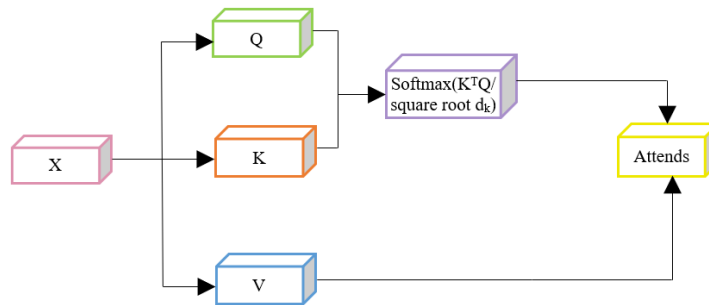 Q
Softmax(KᵀQ/
square root dₖ)
X
K
Attends
V